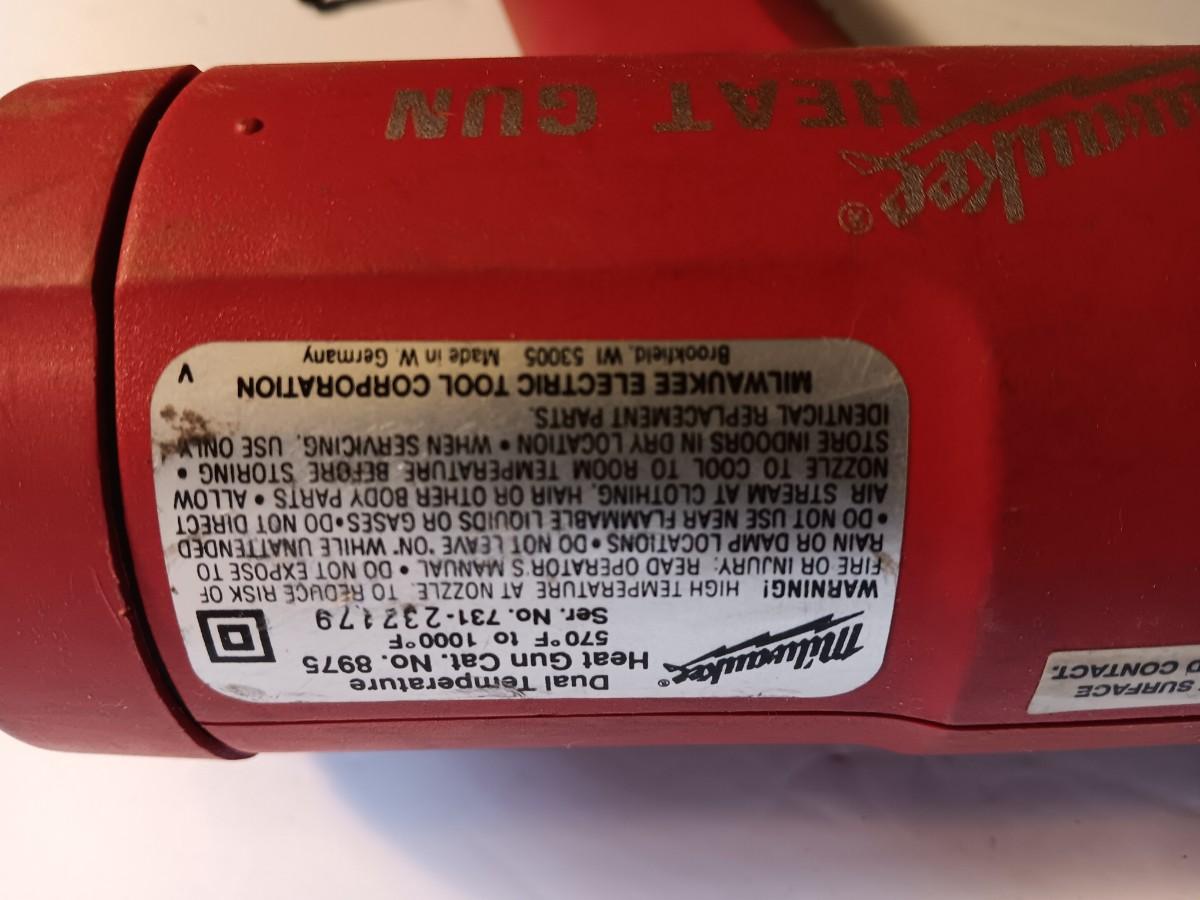 Milwaukee®
Dual Temperature
Heat Gun Cat. No. 8975
570°F to 1000°F
Ser. No. 731-232179
WARNING! HIGH TEMPERATURE AT NOZZLE. TO REDUCE RISK OF
FIRE OR INJURY: READ OPERATOR'S MANUAL • DO NOT EXPOSE TO
RAIN OR DAMP LOCATIONS • DO NOT LEAVE "ON" WHILE UNATTENDED
• DO NOT USE NEAR FLAMMABLE LIQUIDS OR GASES • DO NOT DIRECT
AIR STREAM AT CLOTHING, HAIR OR OTHER BODY PARTS • ALLOW
NOZZLE TO COOL TO ROOM TEMPERATURE BEFORE STORING •
STORE INDOORS IN DRY LOCATION • WHEN SERVICING, USE ONLY
IDENTICAL REPLACEMENT PARTS.
MILWAUKEE ELECTRIC TOOL CORPORATION
Brookfield, WI 53005 Made in W. Germany
V
SURFACE
CONTACT.
waukee®
HEAT GUN